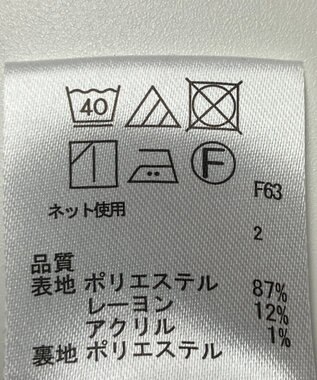 40
F
F63
ネット使用
2
品質
表地 ポリエステル 87%
レーヨン 12%
アクリル 1%
裏地 ポリエステル